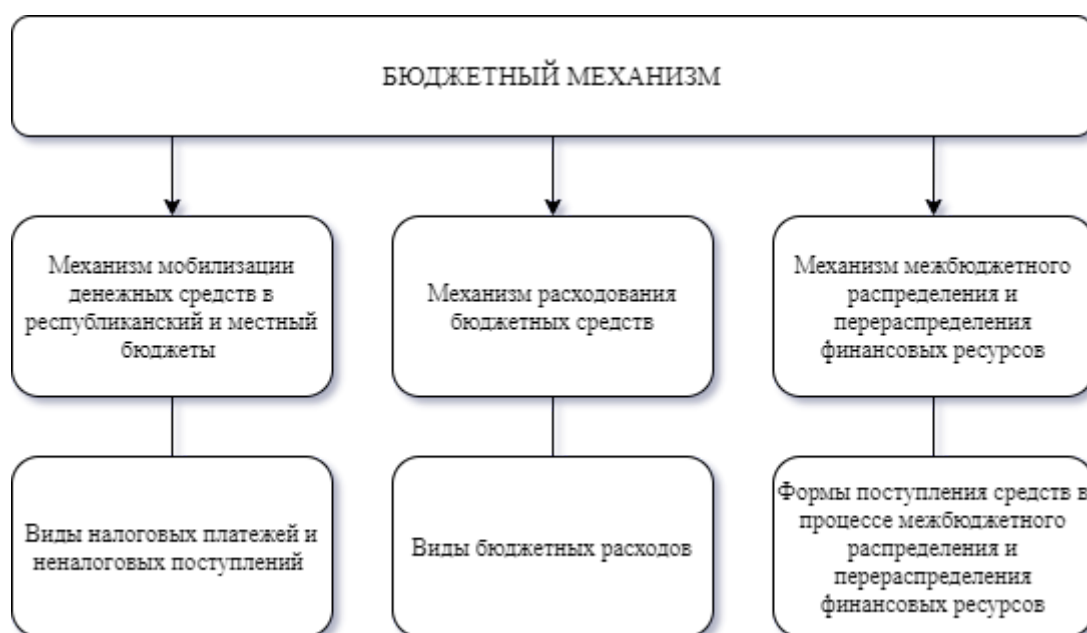 БЮДЖЕТНЫЙ МЕХАНИЗМ
Механизм мобилизации
денежных средств в
республиканский и местный
бюджеты
Механизм расходования
бюджетных средств
Механизм межбюджетного
распределения и
перераспределения
финансовых ресурсов
Виды налоговых платежей и
неналоговых поступлений
Виды бюджетных расходов
Формы поступления средств в
процессе межбюджетного
распределения и
перераспределения
финансовых ресурсов